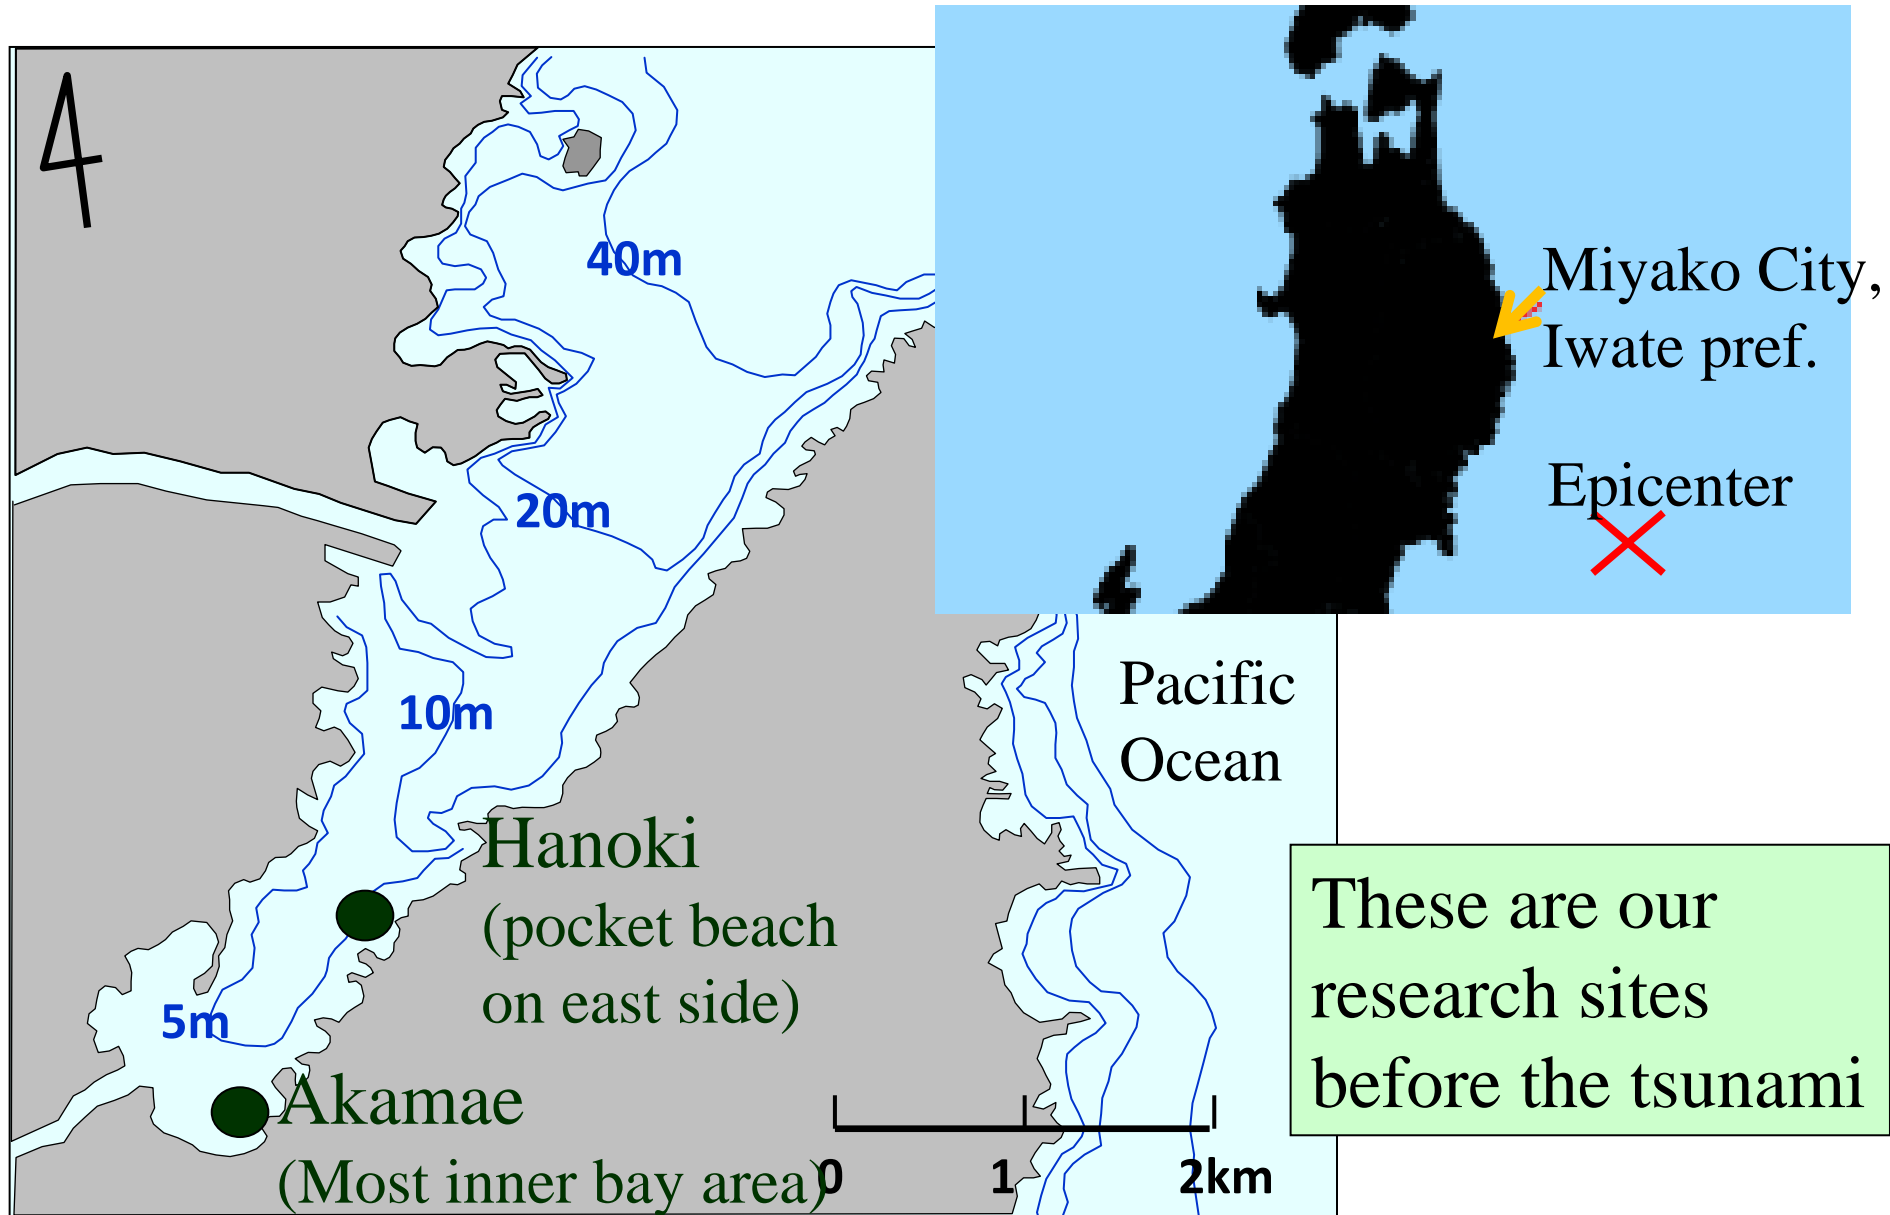 40m
20m
10m
5m
Miyako City,
Iwate pref.
Epicenter
Pacific
Ocean
Hanoki
(pocket beach
on east side)
Akamae
(Most inner bay area)
0 1 2km
These are our
research sites
before the tsunami